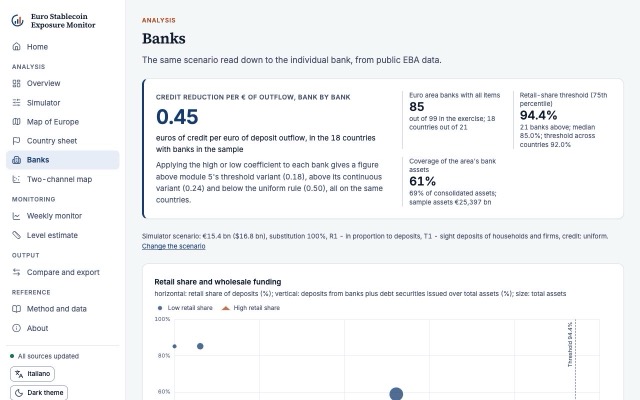 Euro Stablecoin
Exposure Monitor
Home
ANALYSIS
Overview
Simulator
Map of Europe
Country sheet
Banks
Two-channel map
MONITORING
Weekly monitor
Level estimate
OUTPUT
Compare and export
REFERENCE
Method and data
About
All sources updated
Italiano
Dark theme
ANALYSIS
Banks
The same scenario read down to the individual bank, from public EBA data.
CREDIT REDUCTION PER € OF OUTFLOW, BANK BY BANK
0.45
euros of credit per euro of deposit outflow, in the 18 countries
with banks in the sample
Applying the high or low coefficient to each bank gives a figure
above module 5's threshold variant (0.18), above its continuous
variant (0.24) and below the uniform rule (0.50), all on the same
countries.
Euro area banks with all items
85
out of 99 in the exercise; 18
countries out of 21
Retail-share threshold (75th
percentile)
94.4%
21 banks above; median
85.0%; threshold across
countries 92.0%
Coverage of the area's bank
assets
61%
69% of consolidated assets;
sample assets €25,397 bn
Simulator scenario: €15.4 bn ($16.8 bn), substitution 100%, R1 - in proportion to deposits, T1 - sight deposits of households and firms, credit: uniform.
Change the scenario
Retail share and wholesale funding
horizontal: retail share of deposits (%); vertical: deposits from banks plus debt securities issued over total assets (%); size: total assets
Low retail share
High retail share
100%
80%
60%
Threshold 94.4%